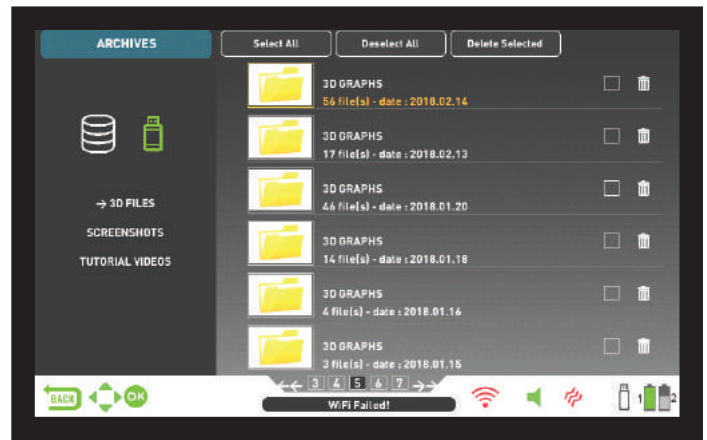 ARCHIVES
Select All
Deselect All
Delete Selected
3D GRAPHS
56 file(s) - date : 2018.02.14
3D GRAPHS
17 file(s) - date : 2018.02.13
3D GRAPHS
46 file(s) - date : 2018.01.20
3D GRAPHS
14 file(s) - date : 2018.01.18
3D GRAPHS
4 file(s) - date : 2018.01.16
3D GRAPHS
3 file(s) - date : 2018.01.15
→ 3D FILES
SCREENSHOTS
TUTORIAL VIDEOS
←← 3 4 5 6 7 →→
BACK OK
WiFi Failed!
1 2